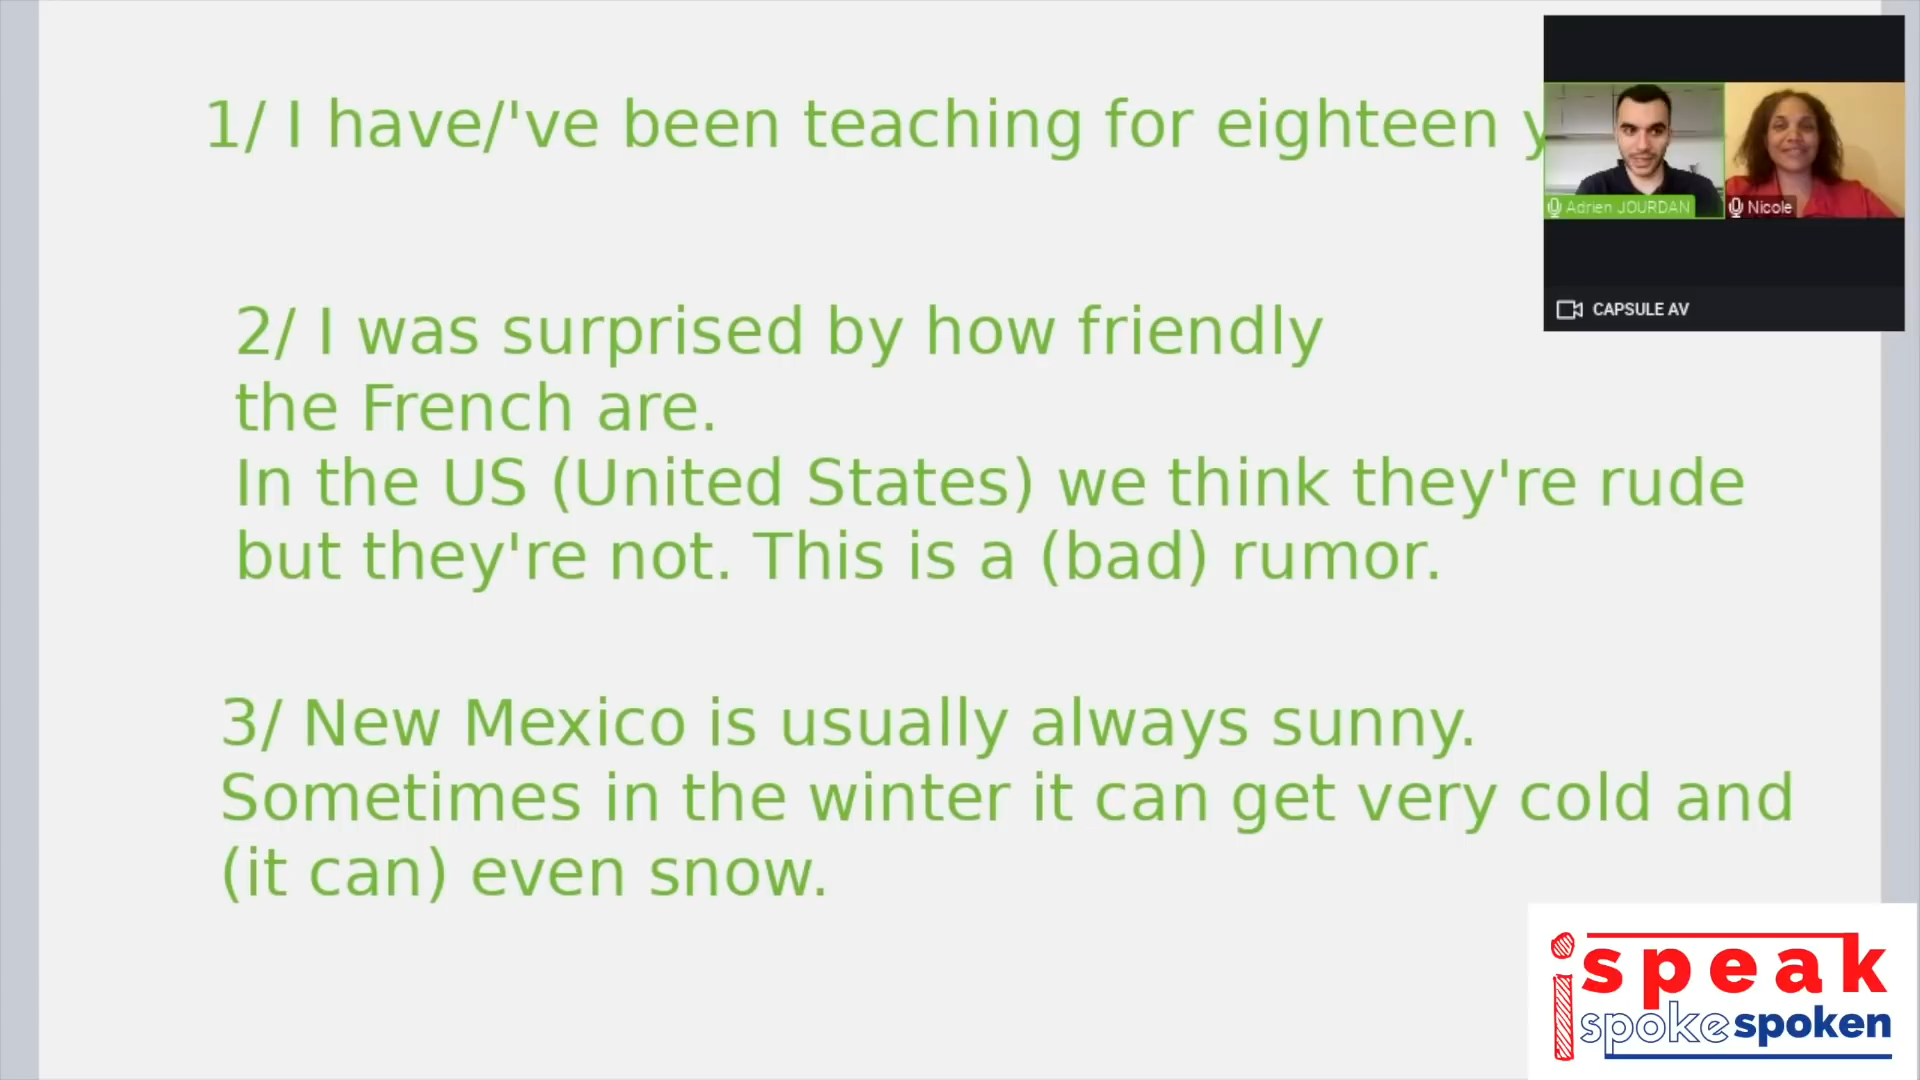 1/ I have/'ve been teaching for eighteen
2/ I was surprised by how friendly
the French are.
In the US (United States) we think they're rude
but they're not. This is a (bad) rumor.
3/ New Mexico is usually always sunny.
Sometimes in the winter it can get very cold and
(it can) even snow.
Adrien JOURDAN
Nicole
CAPSULE AV
ispeak
spoke spoken